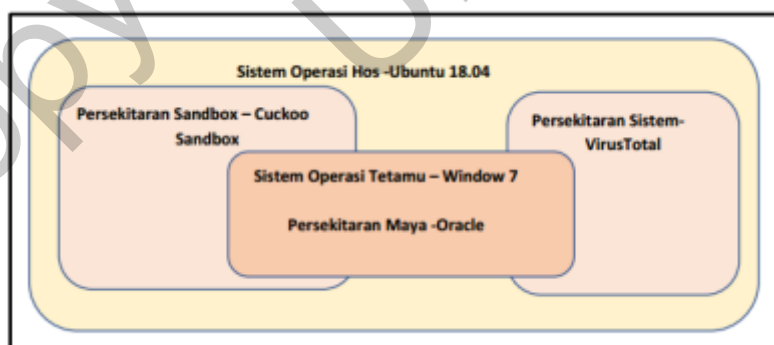 Sistem Operasi Hos -Ubuntu 18.04
Persekitaran Sandbox – Cuckoo
Sandbox
Persekitaran Sistem-
VirusTotal
Sistem Operasi Tetamu – Window 7
Persekitaran Maya -Oracle